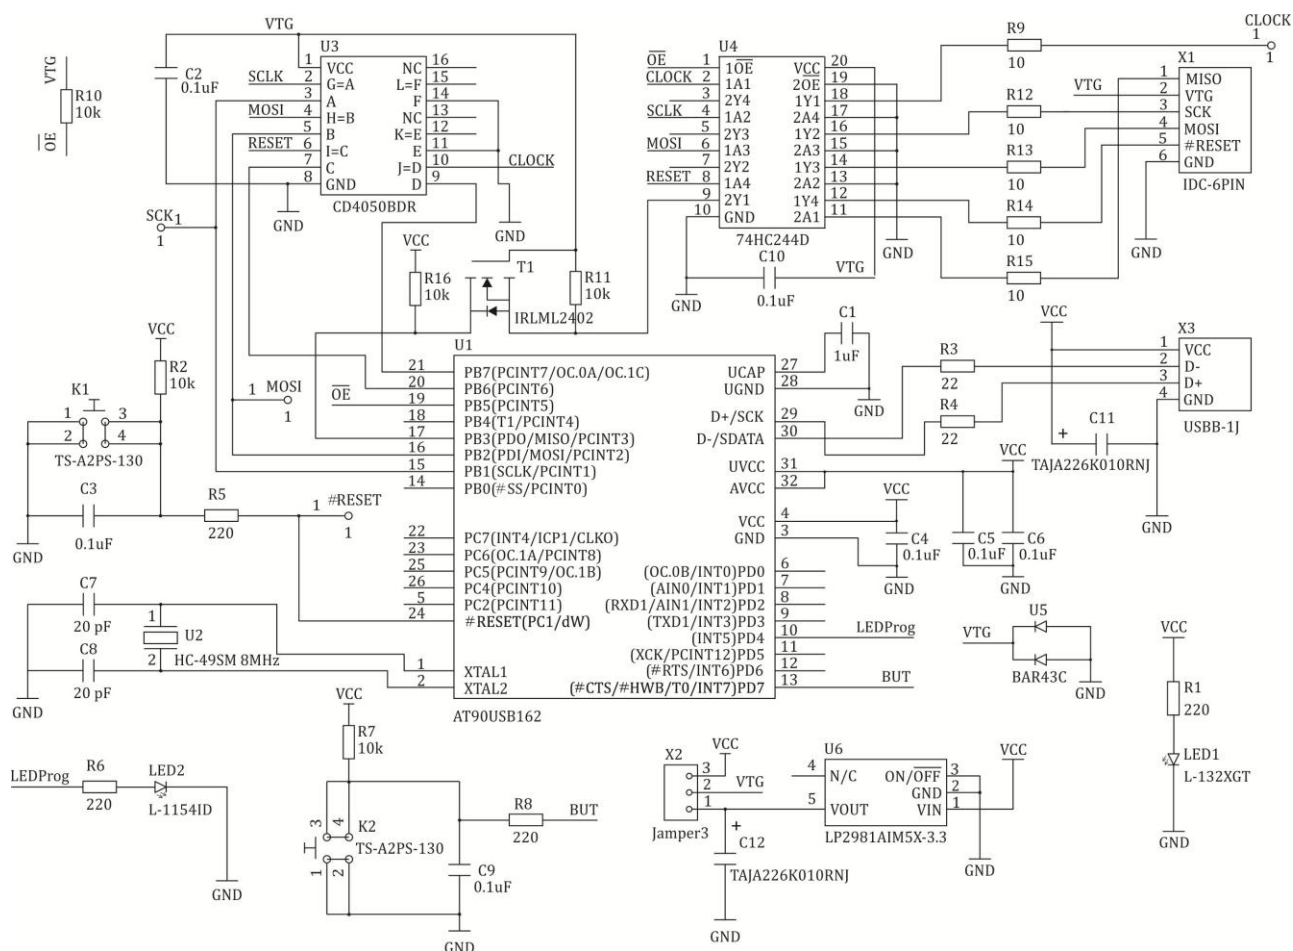 VTG
VTG
R10
10k
OE
C2
0.1uF
U3
1 VCC NC 16
SCLK 2 G=A L=F 15
3 A F 14
MOSI 4 H=B NC 13
5 B K=E 12
RESET 6 I=C E 11
7 C J=D 10 CLOCK
8 GND D 9
CD4050BDR
GND
GND
SCK 1
1
VCC
R16
10k
T1
IRLML2402
R11
10k
U4
OE 1 1OE VCC 20
CLOCK 2 1A1 2OE 19
3 2Y4 1Y1 18
SCLK 4 1A2 2A4 17
5 2Y3 1Y2 16
MOSI 6 1A3 2A3 15
7 2Y2 1Y3 14
RESET 8 1A4 2A2 13
9 2Y1 1Y4 12
10 GND 2A1 11
74HC244D
GND
C10
0.1uF
VTG
GND
R9
10
CLOCK
1
1
R12
10
R13
10
R14
10
R15
10
X1
1 MISO
VTG 2 VTG
3 SCK
4 MOSI
5 #RESET
6 GND
IDC-6PIN
GND
VCC
R2
10k
K1
1 3
2 4
TS-A2PS-130
C3
0.1uF
GND
R5
220
1 #RESET
1
1 MOSI
1
C7
20 pF
C8
20 pF
GND
1
U2
2 HC-49SM 8MHz
U1
21 PB7(PCINT7/OC.0A/OC.1C)
20 PB6(PCINT6)
OE 19 PB5(PCINT5)
18 PB4(T1/PCINT4)
17 PB3(PDO/MISO/PCINT3)
16 PB2(PDI/MOSI/PCINT2)
15 PB1(SCLK/PCINT1)
14 PB0(#SS/PCINT0)
22 PC7(INT4/ICP1/CLKO)
23 PC6(OC.1A/PCINT8)
25 PC5(PCINT9/OC.1B)
26 PC4(PCINT10)
5 PC2(PCINT11)
24 #RESET(PC1/dW)
1 XTAL1
2 XTAL2
AT90USB162
UCAP 27
UGND 28
D+/SCK 29
D-/SDATA 30
UVCC 31
AVCC 32
VCC 4
GND 3
(OC.0B/INT0)PD0 6
(AIN0/INT1)PD1 7
(RXD1/AIN1/INT2)PD2 8
(TXD1/INT3)PD3 9
(INT5)PD4 10 LEDProg
(XCK/PCINT12)PD5 11
(#RTS/INT6)PD6 12
(#CTS/#HWB/T0/INT7)PD7 13 BUT
C1
1uF
GND
R3
22
R4
22
VCC
X3
1 VCC
2 D-
3 D+
4 GND
USBB-1J
C11
+
TAJA226K010RNJ
GND
VCC
C4
0.1uF
GND
VCC
C5
0.1uF
C6
0.1uF
GND
U5
VTG
BAR43C
GND
VCC
R1
220
LED1
L-132XGT
GND
LEDProg R6
220
LED2
L-1154ID
GND
VCC
R7
10k
3 4
K2
TS-A2PS-130
1 2
R8
220
BUT
C9
0.1uF
GND
X2
VCC
3
2 VTG
1
Jamper3
+
C12
TAJA226K010RNJ
GND
U6
4 N/C ON/OFF 3
GND 2
5 VOUT VIN 1
LP2981AIM5X-3.3
VCC
GND